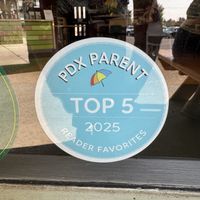 PDX PARENT
TOP 5
2025
READER FAVORITES